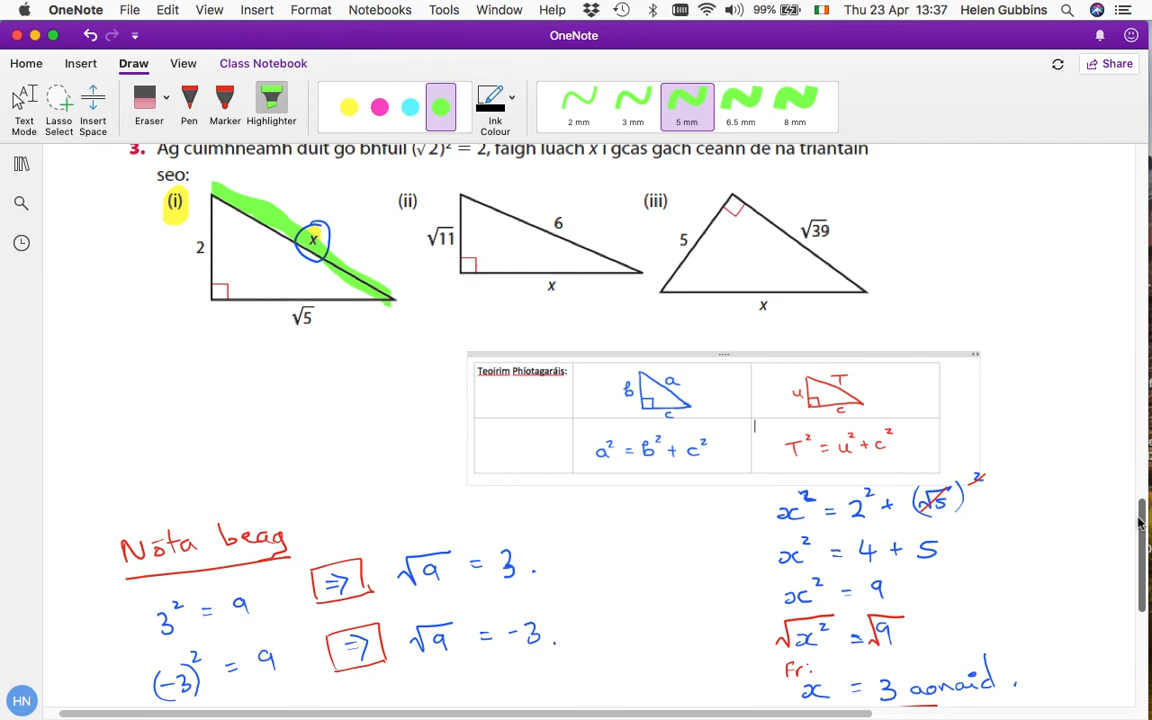 OneNote File Edit View Insert Format Notebooks Tools Window Help 99% Thu 23 Apr 13:37 Helen Gubbins
OneNote
Home Insert Draw View Class Notebook Share
Text Mode Lasso Select Insert Space Eraser Pen Marker Highlighter Ink Colour 2 mm 3 mm 5 mm 6.5 mm 8 mm
3. Ag cuimhneamh duit go bhfuil (√2)² = 2, faigh luach x i gcás gach ceann de na triantáin
seo:
(i) 2 x √5
(ii) √11 6 x
(iii) 5 √39 x
Teoirim Phíotagaráis: b a c u T c
a² = b² + c² T² = u² + c²
x² = 2² + (√5)²
x² = 4 + 5
x² = 9
√x² = √9
Fr:
x = 3 aonaid.
Nóta beag
3² = 9 ⇒ √9 = 3.
(-3)² = 9 ⇒ √9 = -3.
HN